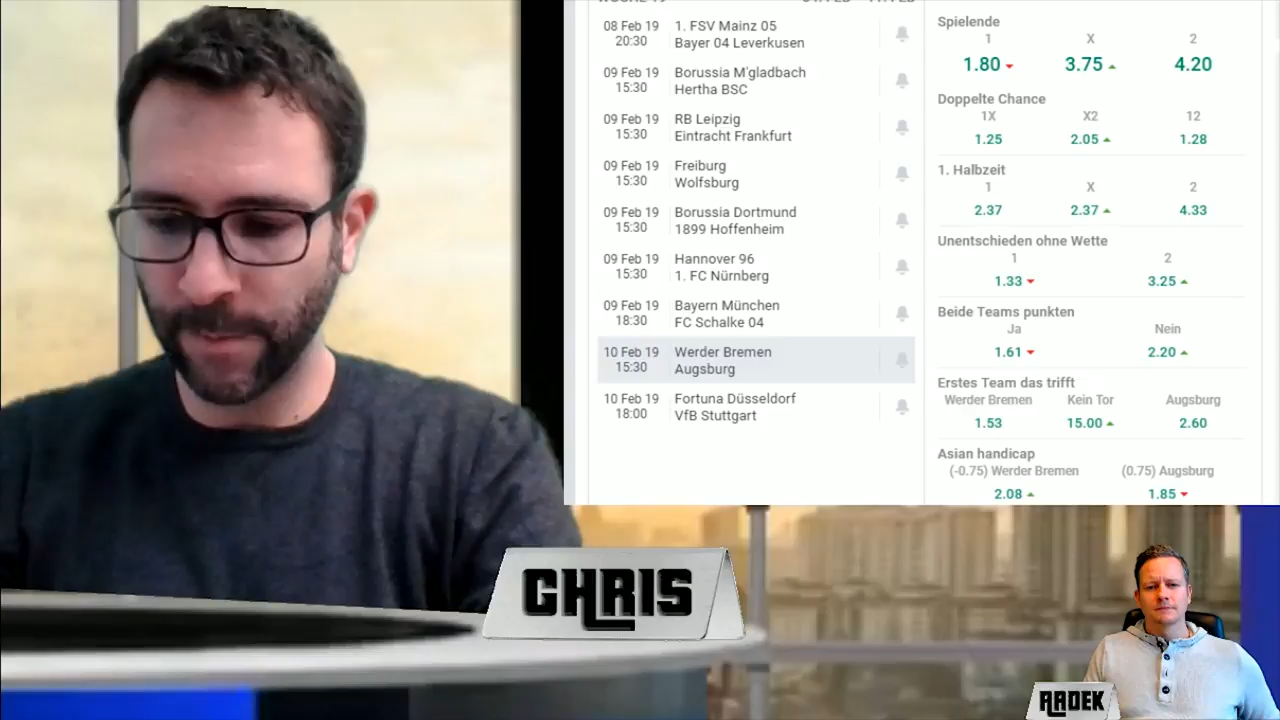 08 Feb 19 1. FSV Mainz 05
20:30 Bayer 04 Leverkusen
09 Feb 19 Borussia M'gladbach
15:30 Hertha BSC
09 Feb 19 RB Leipzig
15:30 Eintracht Frankfurt
09 Feb 19 Freiburg
15:30 Wolfsburg
09 Feb 19 Borussia Dortmund
15:30 1899 Hoffenheim
09 Feb 19 Hannover 96
15:30 1. FC Nürnberg
09 Feb 19 Bayern München
18:30 FC Schalke 04
10 Feb 19 Werder Bremen
15:30 Augsburg
10 Feb 19 Fortuna Düsseldorf
18:00 VfB Stuttgart
Spielende
1 X 2
1.80 3.75 4.20
Doppelte Chance
1X X2 12
1.25 2.05 1.28
1. Halbzeit
1 X 2
2.37 2.37 4.33
Unentschieden ohne Wette
1 2
1.33 3.25
Beide Teams punkten
Ja Nein
1.61 2.20
Erstes Team das trifft
Werder Bremen Kein Tor Augsburg
1.53 15.00 2.60
Asian handicap
(-0.75) Werder Bremen (0.75) Augsburg
2.08 1.85
CHRIS
RADEK